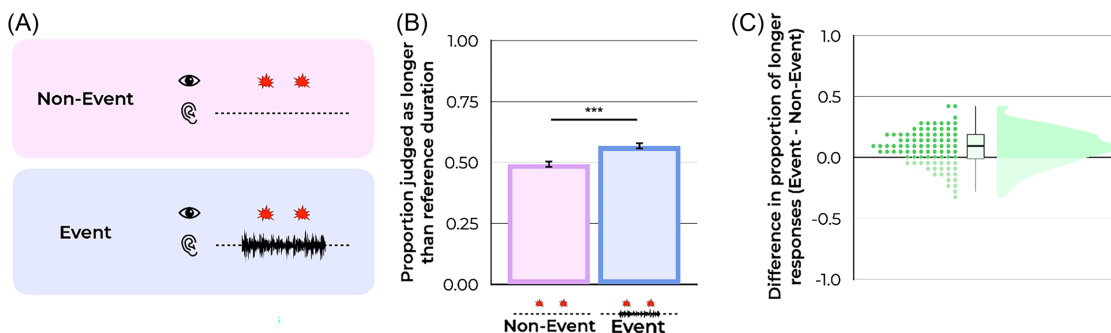 (A)
Non-Event
Event
(B)
Proportion judged as longer
than reference duration
1.00
0.75
0.50
0.25
0.00
***
Non-Event
Event
(C)
Difference in proportion of longer
responses (Event - Non-Event)
1.0
0.5
0.0
-0.5
-1.0